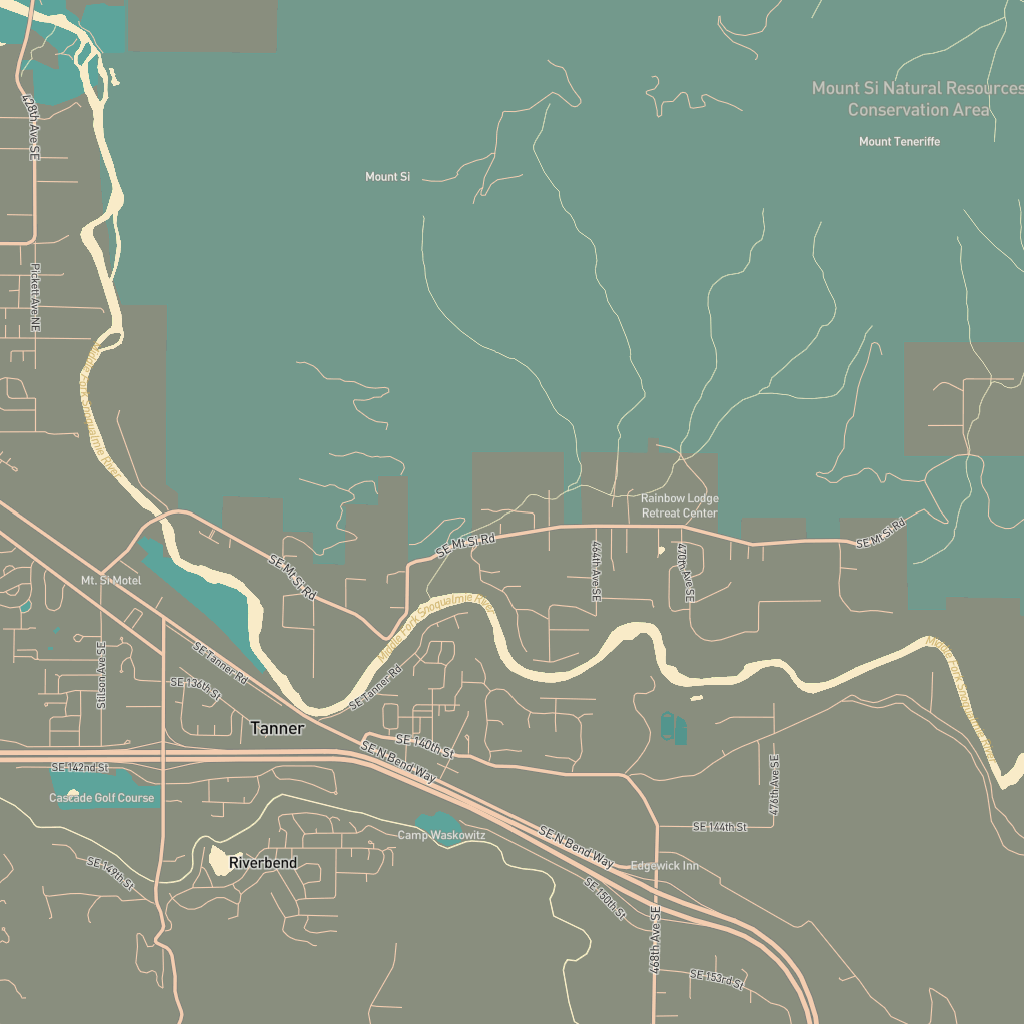 Mount Si Natural Resources
Conservation Area
428th Ave SE
Mount Teneriffe
Mount Si
Pickett Ave NE
Rainbow Lodge
Retreat Center
SE Mt Si Rd
SE Mt Si Rd
464th Ave SE
470th Ave SE
Mt. Si Motel
SE Mt Si Rd
Middle Fork Snoqualmie River
Middle Fork Snoqualmie River
Stilson Ave SE
SE Tanner Rd
SE 136th St
SE Tanner Rd
Tanner
SE 140th St
SE N Bend Way
SE 142nd St
476th Ave SE
Cascade Golf Course
SE 144th St
Camp Waskowitz
SE N Bend Way
SE 149th St
Riverbend
Edgewick Inn
SE 150th St
468th Ave SE
SE 153rd St